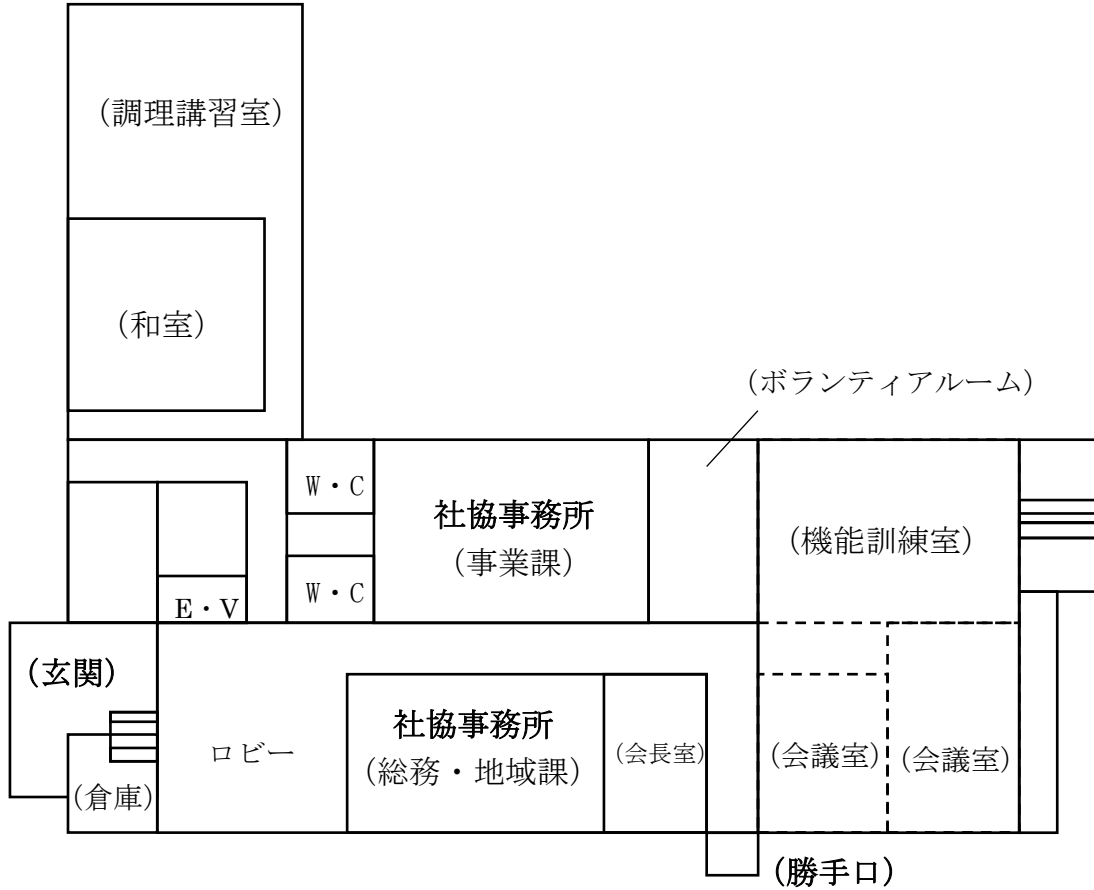 （調理講習室）
（和室）
（ボランティアルーム）
W・C
社協事務所
（事業課）
（機能訓練室）
W・C
E・V
（玄関）
社協事務所
（総務・地域課）
ロビー
（会長室）
（会議室）
（会議室）
（倉庫）
（勝手口）